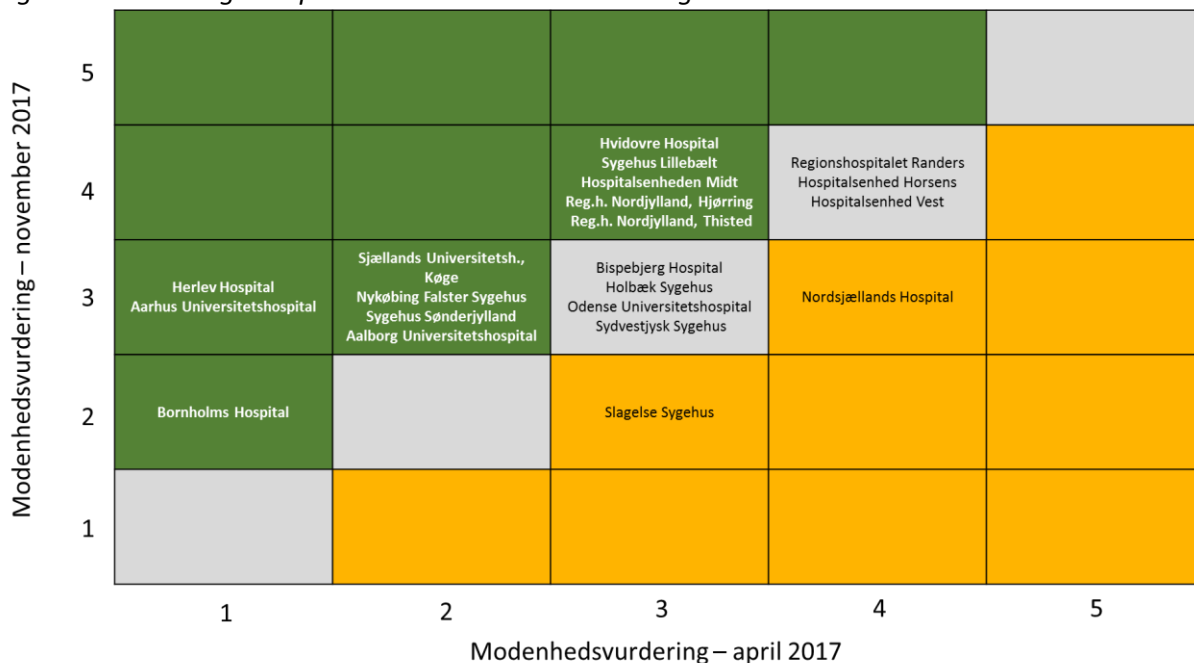 Modenhedsvurdering – november 2017
5
4
Hvidovre Hospital
Sygehus Lillebælt
Hospitalsenheden Midt
Reg.h. Nordjylland, Hjørring
Reg.h. Nordjylland, Thisted
Regionshospitalet Randers
Hospitalsenhed Horsens
Hospitalsenhed Vest
3
Herlev Hospital
Aarhus Universitetshospital
Sjællands Universitetsh.,
Køge
Nykøbing Falster Sygehus
Sygehus Sønderjylland
Aalborg Universitetshospital
Bispebjerg Hospital
Holbæk Sygehus
Odense Universitetshospital
Sydvestjysk Sygehus
Nordsjællands Hospital
2
Bornholms Hospital
Slagelse Sygehus
1
1 2 3 4 5
Modenhedsvurdering – april 2017